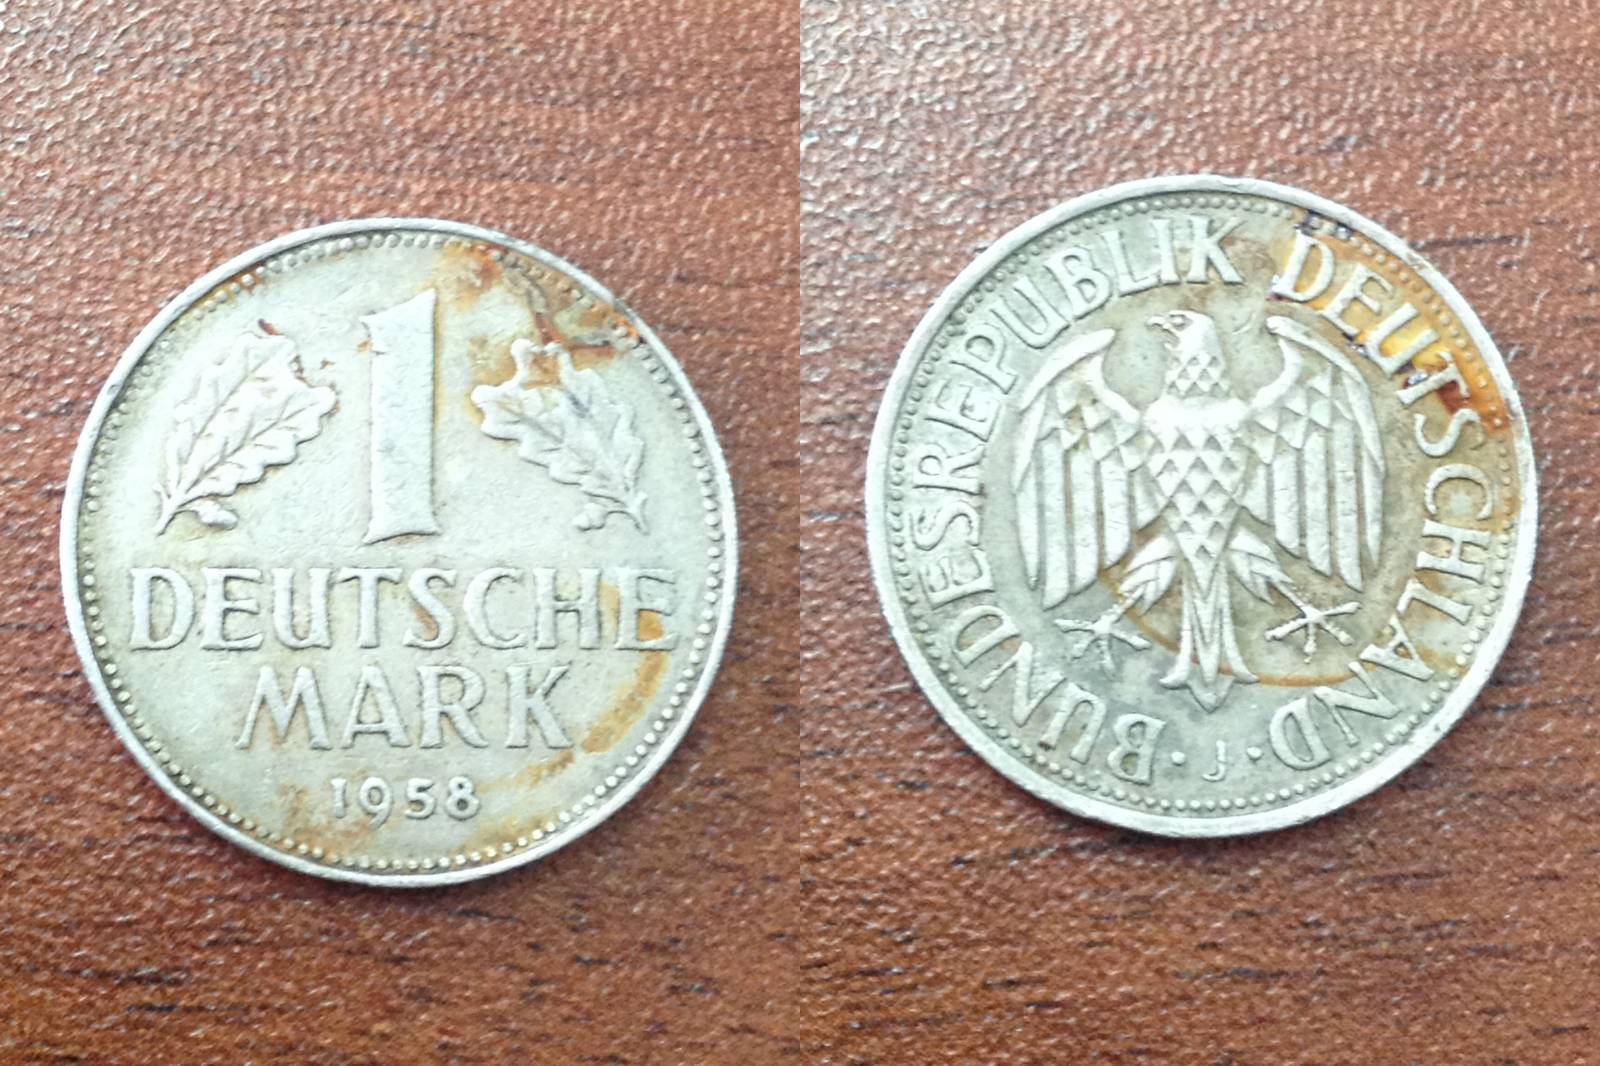 1
DEUTSCHE
MARK
1958
BUNDESREPUBLIK DEUTSCHLAND
· J ·